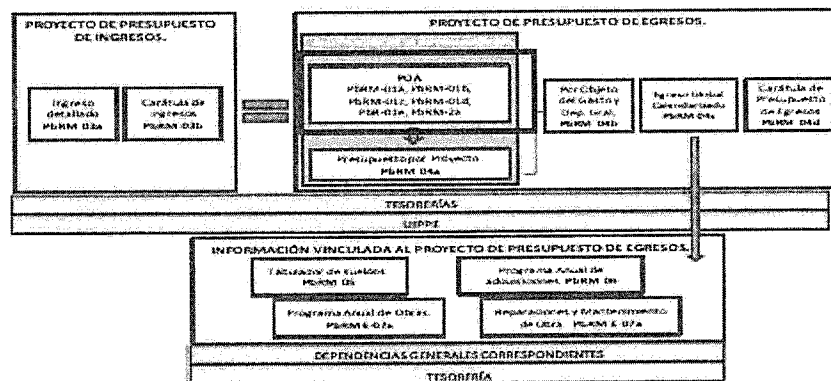 PROYECTO DE PRESUPUESTO
DE INGRESOS.
Ingreso
detallado
PbRM-03a
Carátula de
Ingresos
PbRM-03b
PROYECTO DE PRESUPUESTO DE EGRESOS.
POA
PbRM-01a, PbRM-01b,
PbRM-01c, PbRM-01d,
PbRM-01e, PbRM-2a
Presupuesto por Proyecto
PbRM-04a
Por Objeto
del Gasto y
Dep. Gral,
PbRM-04b
Egreso Global
Calendarizado
PbRM-04c
Carátula de
Presupuesto
de Egresos
PbRM-04d
TESORERÍAS
UIPPE
INFORMACIÓN VINCULADA AL PROYECTO DE PRESUPUESTO DE EGRESOS.
Tabulador de Sueldos
PbRM-05
Programa Anual de
adquisiciones. PbRM-06
Programa Anual de Obras.
PbRM-07a
Reparaciones y Mantenimiento
de Obra.
DEPENDENCIAS GENERALES CORRESPONDIENTES
TESORERÍA